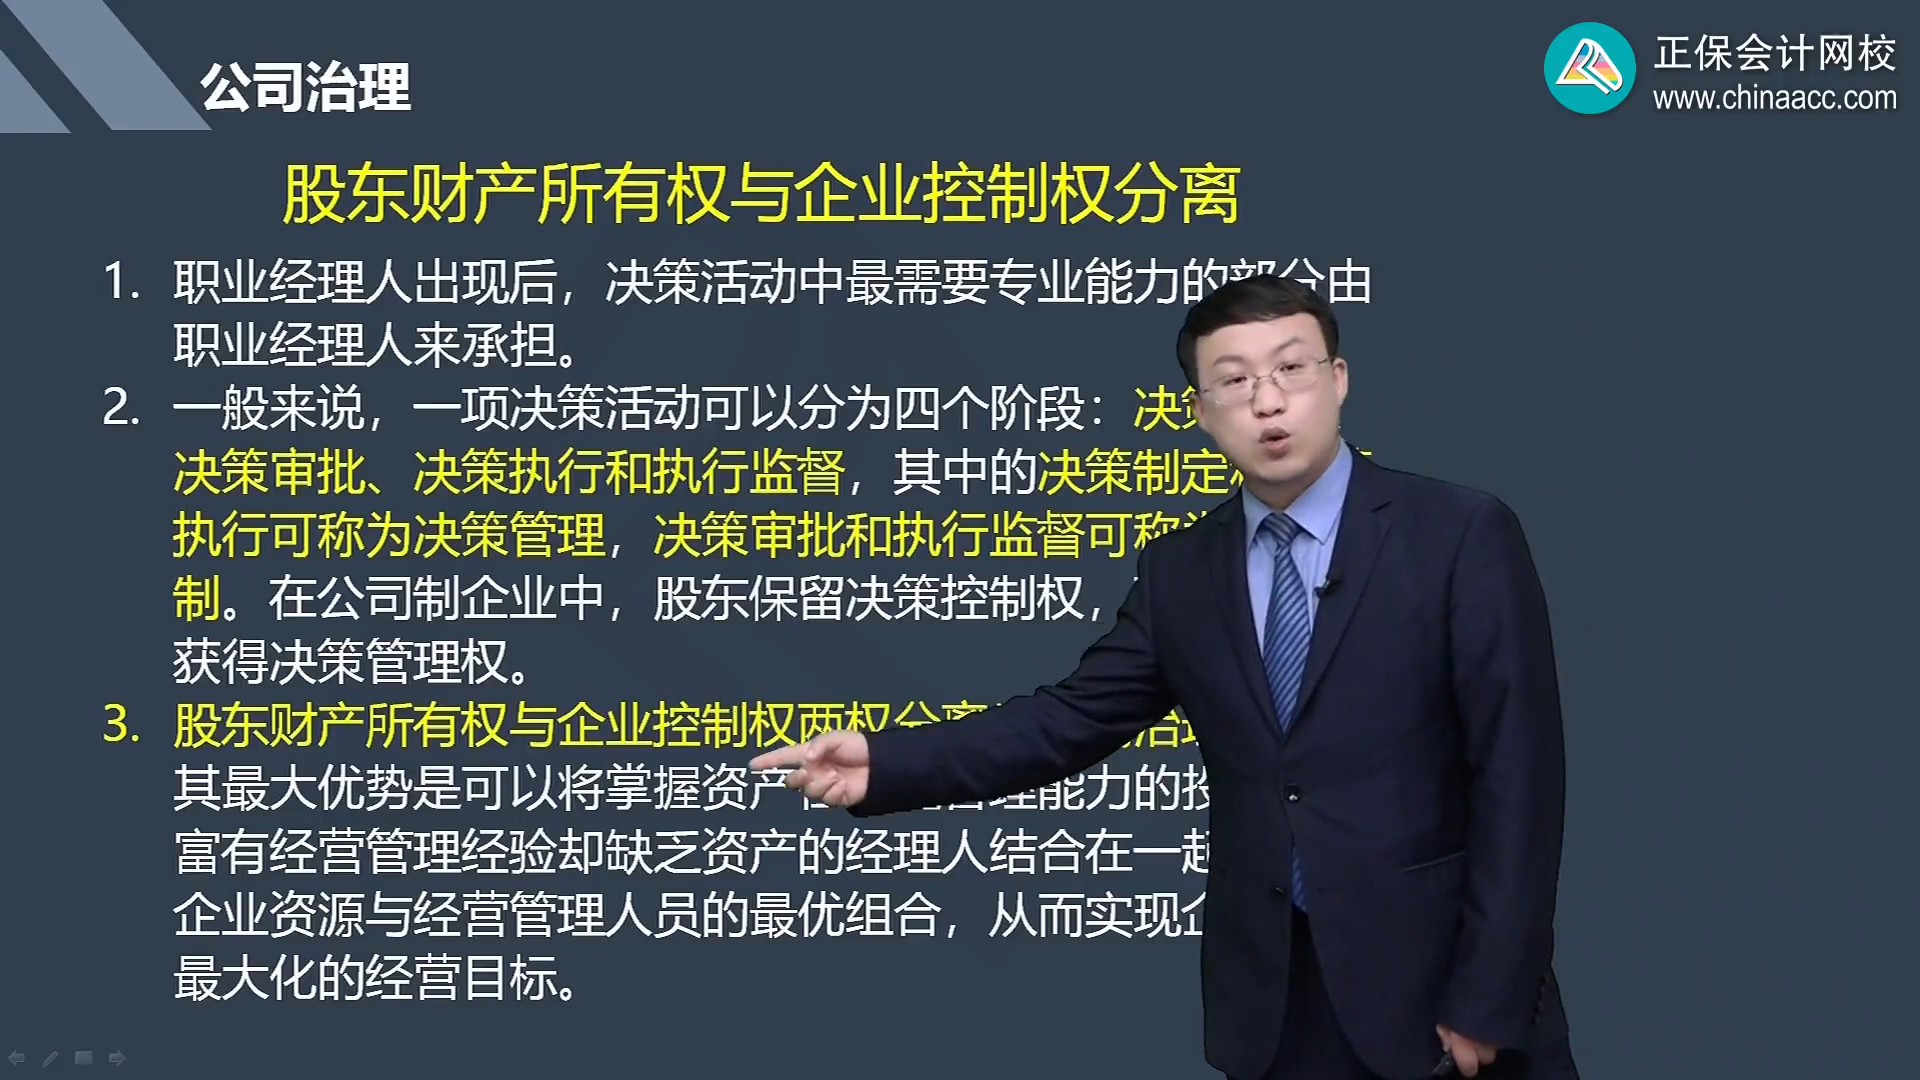 公司治理
正保会计网校
www.chinaacc.com
股东财产所有权与企业控制权分离
1. 职业经理人出现后，决策活动中最需要专业能力的部分由
职业经理人来承担。
2. 一般来说，一项决策活动可以分为四个阶段：决策
决策审批、决策执行和执行监督，其中的决策制定
执行可称为决策管理，决策审批和执行监督可称
制。在公司制企业中，股东保留决策控制权，
获得决策管理权。
3. 股东财产所有权与企业控制权两权分离
其最大优势是可以将掌握资产 管理能力的投
富有经营管理经验却缺乏资产的经理人结合在一起
企业资源与经营管理人员的最优组合，从而实现企
最大化的经营目标。